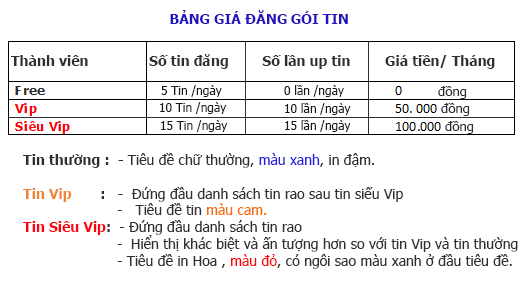 BẢNG GIÁ ĐĂNG GÓI TIN
Thành viên Số tin đăng Số lần up tin Giá tiền/ Tháng
Free 5 Tin /ngày 0 lần /ngày 0 đồng
Vip 10 Tin /ngày 10 lần /ngày 50. 000 đồng
Siêu Vip 15 Tin /ngày 15 lần /ngày 100.000 đồng
Tin thường : - Tiêu đề chữ thường, màu xanh, in đậm.
Tin Vip : - Đứng đầu danh sách tin rao sau tin siếu Vip
- Tiêu đề tin màu cam.
Tin Siêu Vip: - Đứng đầu danh sách tin rao
- Hiển thị khác biệt và ấn tượng hơn so với tin Vip và tin thường
- Tiêu đề in Hoa , màu đỏ, có ngôi sao màu xanh ở đầu tiêu đề.